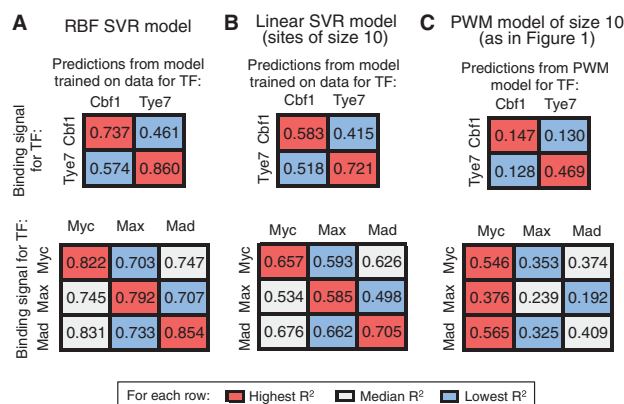 A RBF SVR model
Predictions from model
trained on data for TF:
Cbf1 Tye7
Binding signal
for TF:
Cbf1 0.737 0.461
Tye7 0.574 0.860
Myc Max Mad
Binding signal for TF:
Myc 0.822 0.703 0.747
Max 0.745 0.792 0.707
Mad 0.831 0.733 0.854
B Linear SVR model
(sites of size 10)
Predictions from model
trained on data for TF:
Cbf1 Tye7
Cbf1 0.583 0.415
Tye7 0.518 0.721
Myc Max Mad
Myc 0.657 0.593 0.626
Max 0.534 0.585 0.498
Mad 0.676 0.662 0.705
C PWM model of size 10
(as in Figure 1)
Predictions from PWM
model for TF:
Cbf1 Tye7
Cbf1 0.147 0.130
Tye7 0.128 0.469
Myc Max Mad
Myc 0.546 0.353 0.374
Max 0.376 0.239 0.192
Mad 0.565 0.325 0.409
For each row: Highest R² Median R² Lowest R²